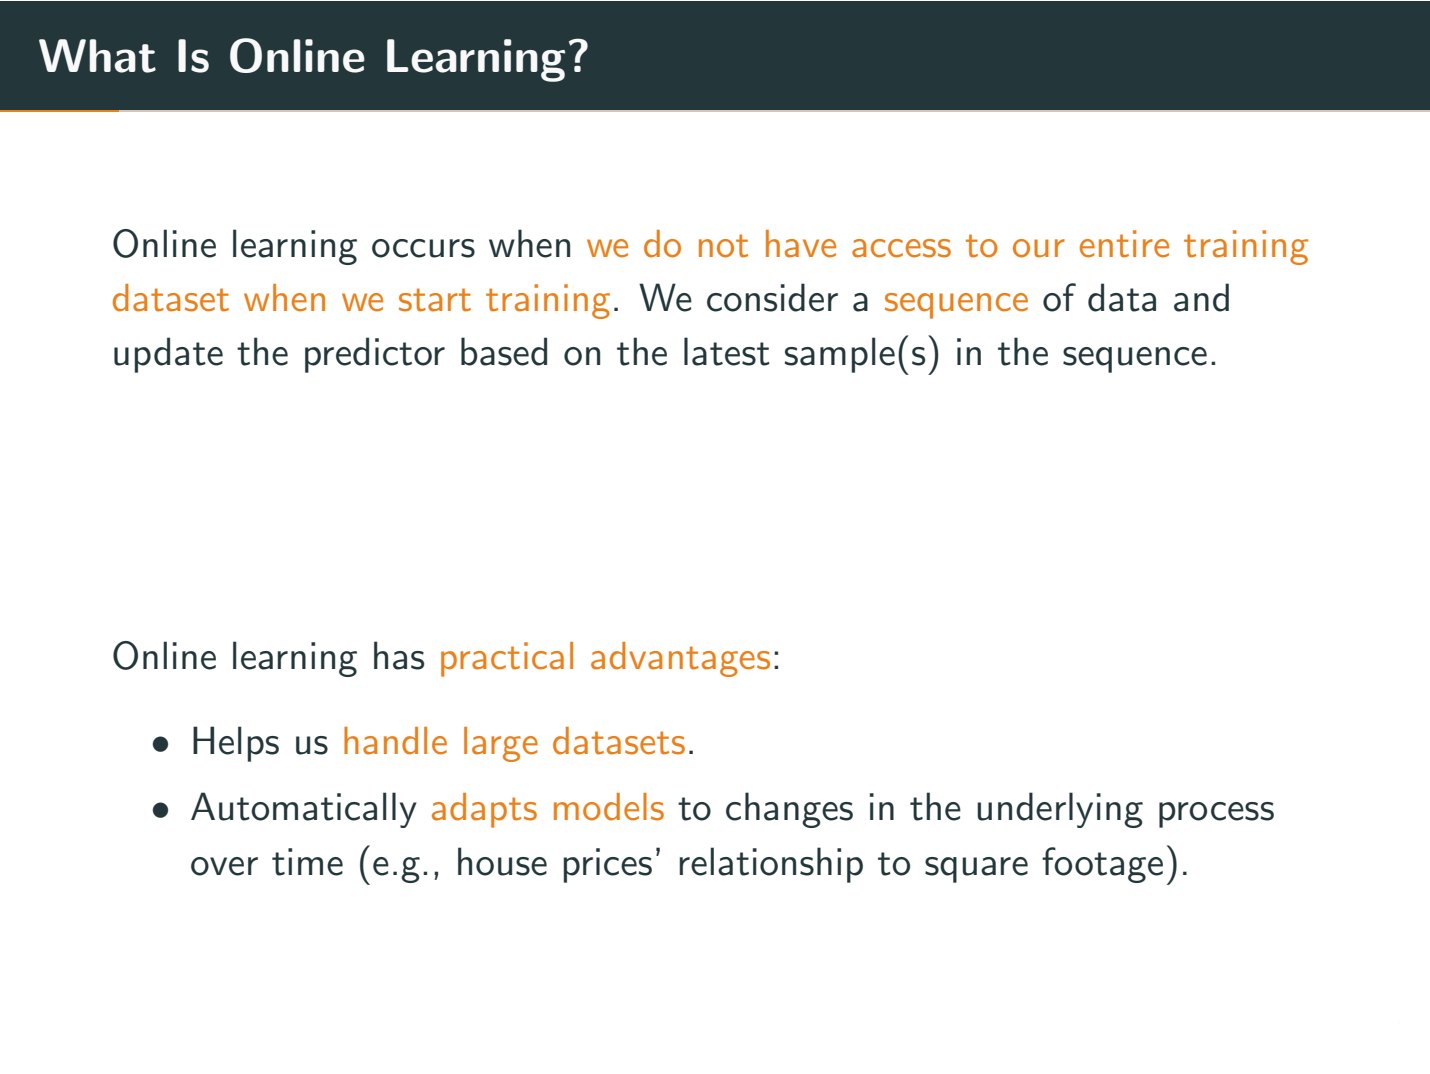 What Is Online Learning?
Online learning occurs when we do not have access to our entire training
dataset when we start training. We consider a sequence of data and
update the predictor based on the latest sample(s) in the sequence.
Online learning has practical advantages:
• Helps us handle large datasets.
• Automatically adapts models to changes in the underlying process
over time (e.g., house prices’ relationship to square footage).